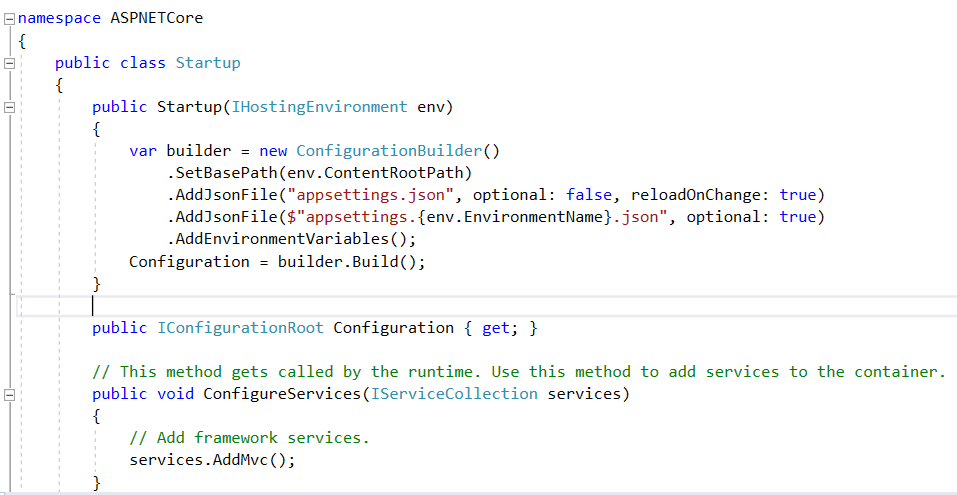 namespace ASPNETCore
{
    public class Startup
    {
        public Startup(IHostingEnvironment env)
        {
            var builder = new ConfigurationBuilder()
                .SetBasePath(env.ContentRootPath)
                .AddJsonFile("appsettings.json", optional: false, reloadOnChange: true)
                .AddJsonFile($"appsettings.{env.EnvironmentName}.json", optional: true)
                .AddEnvironmentVariables();
            Configuration = builder.Build();
        }
        public IConfigurationRoot Configuration { get; }
        // This method gets called by the runtime. Use this method to add services to the container.
        public void ConfigureServices(IServiceCollection services)
        {
            // Add framework services.
            services.AddMvc();
        }